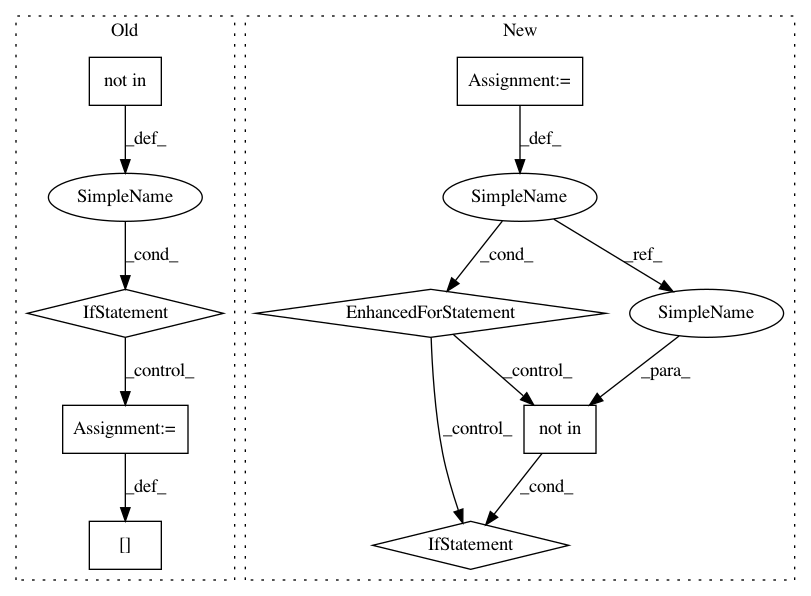 Old
not in
_def_
SimpleName
_cond_
IfStatement
_control_
Assignment:=
_def_
[]
New
Assignment:=
_def_
SimpleName
_cond_
_ref_
EnhancedForStatement
SimpleName
_control_
_para_
_control_
not in
_cond_
IfStatement